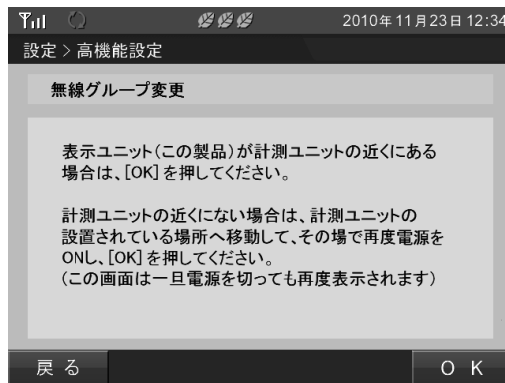 2010年11月23日 12:34
設定 > 高機能設定
無線グループ変更
表示ユニット(この製品)が計測ユニットの近くにある
場合は、[OK]を押してください。
計測ユニットの近くにない場合は、計測ユニットの
設置されている場所へ移動して、その場で再度電源を
ONし、[OK]を押してください。
(この画面は一旦電源を切っても再度表示されます)
戻る
OK